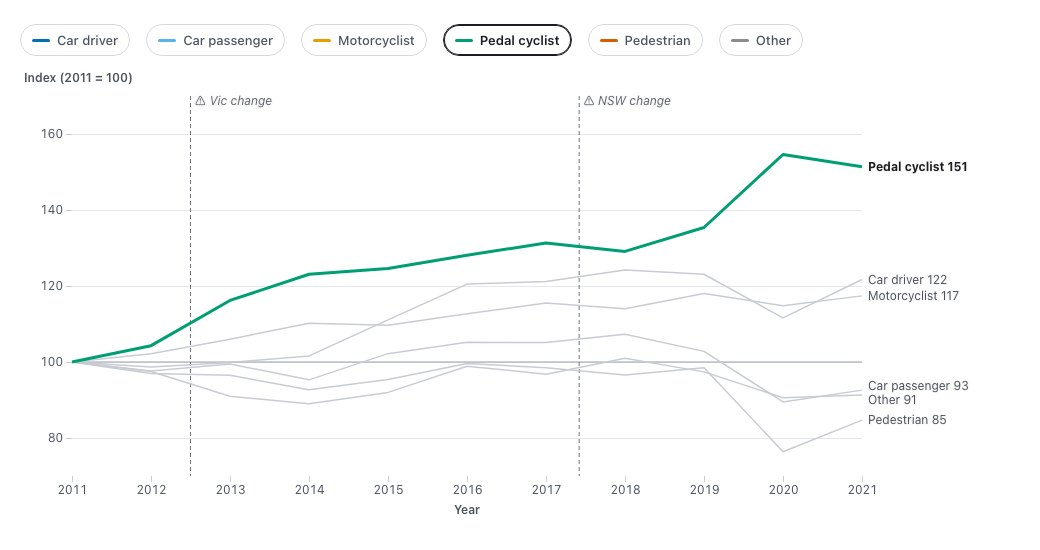 Car driver Car passenger Motorcyclist Pedal cyclist Pedestrian Other
Index (2011 = 100)
⚠ Vic change ⚠ NSW change
160
Pedal cyclist 151
140
120
Car driver 122
Motorcyclist 117
100
Car passenger 93
Other 91
Pedestrian 85
80
2011 2012 2013 2014 2015 2016 2017 2018 2019 2020 2021
Year